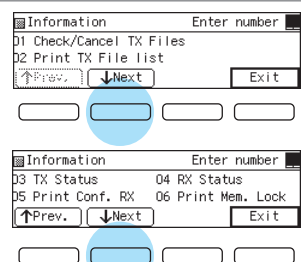 Information Enter number
01 Check/Cancel TX Files
02 Print TX File list
↑Prev. ↓Next Exit
Information Enter number
03 TX Status 04 RX Status
05 Print Conf. RX 06 Print Mem. Lock
↑Prev. ↓Next Exit